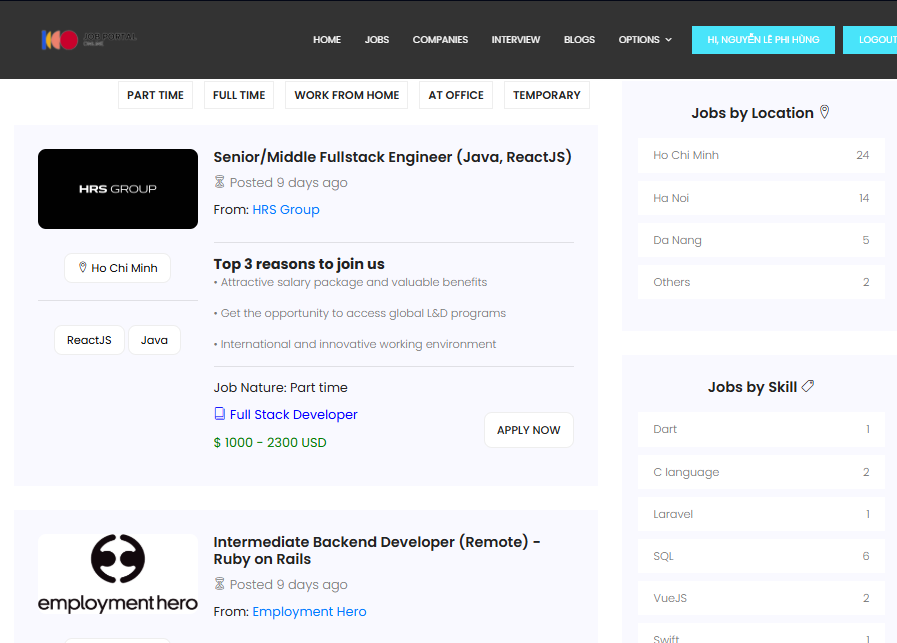 JOB PORTAL
ONLINE
HOME
JOBS
COMPANIES
INTERVIEW
BLOGS
OPTIONS
HI, NGUYỄN LÊ PHI HÙNG
LOGOUT
PART TIME
FULL TIME
WORK FROM HOME
AT OFFICE
TEMPORARY
HRS GROUP
Ho Chi Minh
ReactJS
Java
Senior/Middle Fullstack Engineer (Java, ReactJS)
Posted 9 days ago
From: HRS Group
Top 3 reasons to join us
• Attractive salary package and valuable benefits
• Get the opportunity to access global L&D programs
• International and innovative working environment
Job Nature: Part time
Full Stack Developer
$ 1000 - 2300 USD
APPLY NOW
employment hero
Intermediate Backend Developer (Remote) -
Ruby on Rails
Posted 9 days ago
From: Employment Hero
Jobs by Location
Ho Chi Minh 24
Ha Noi 14
Da Nang 5
Others 2
Jobs by Skill
Dart 1
C language 2
Laravel 1
SQL 6
VueJS 2
Swift 1